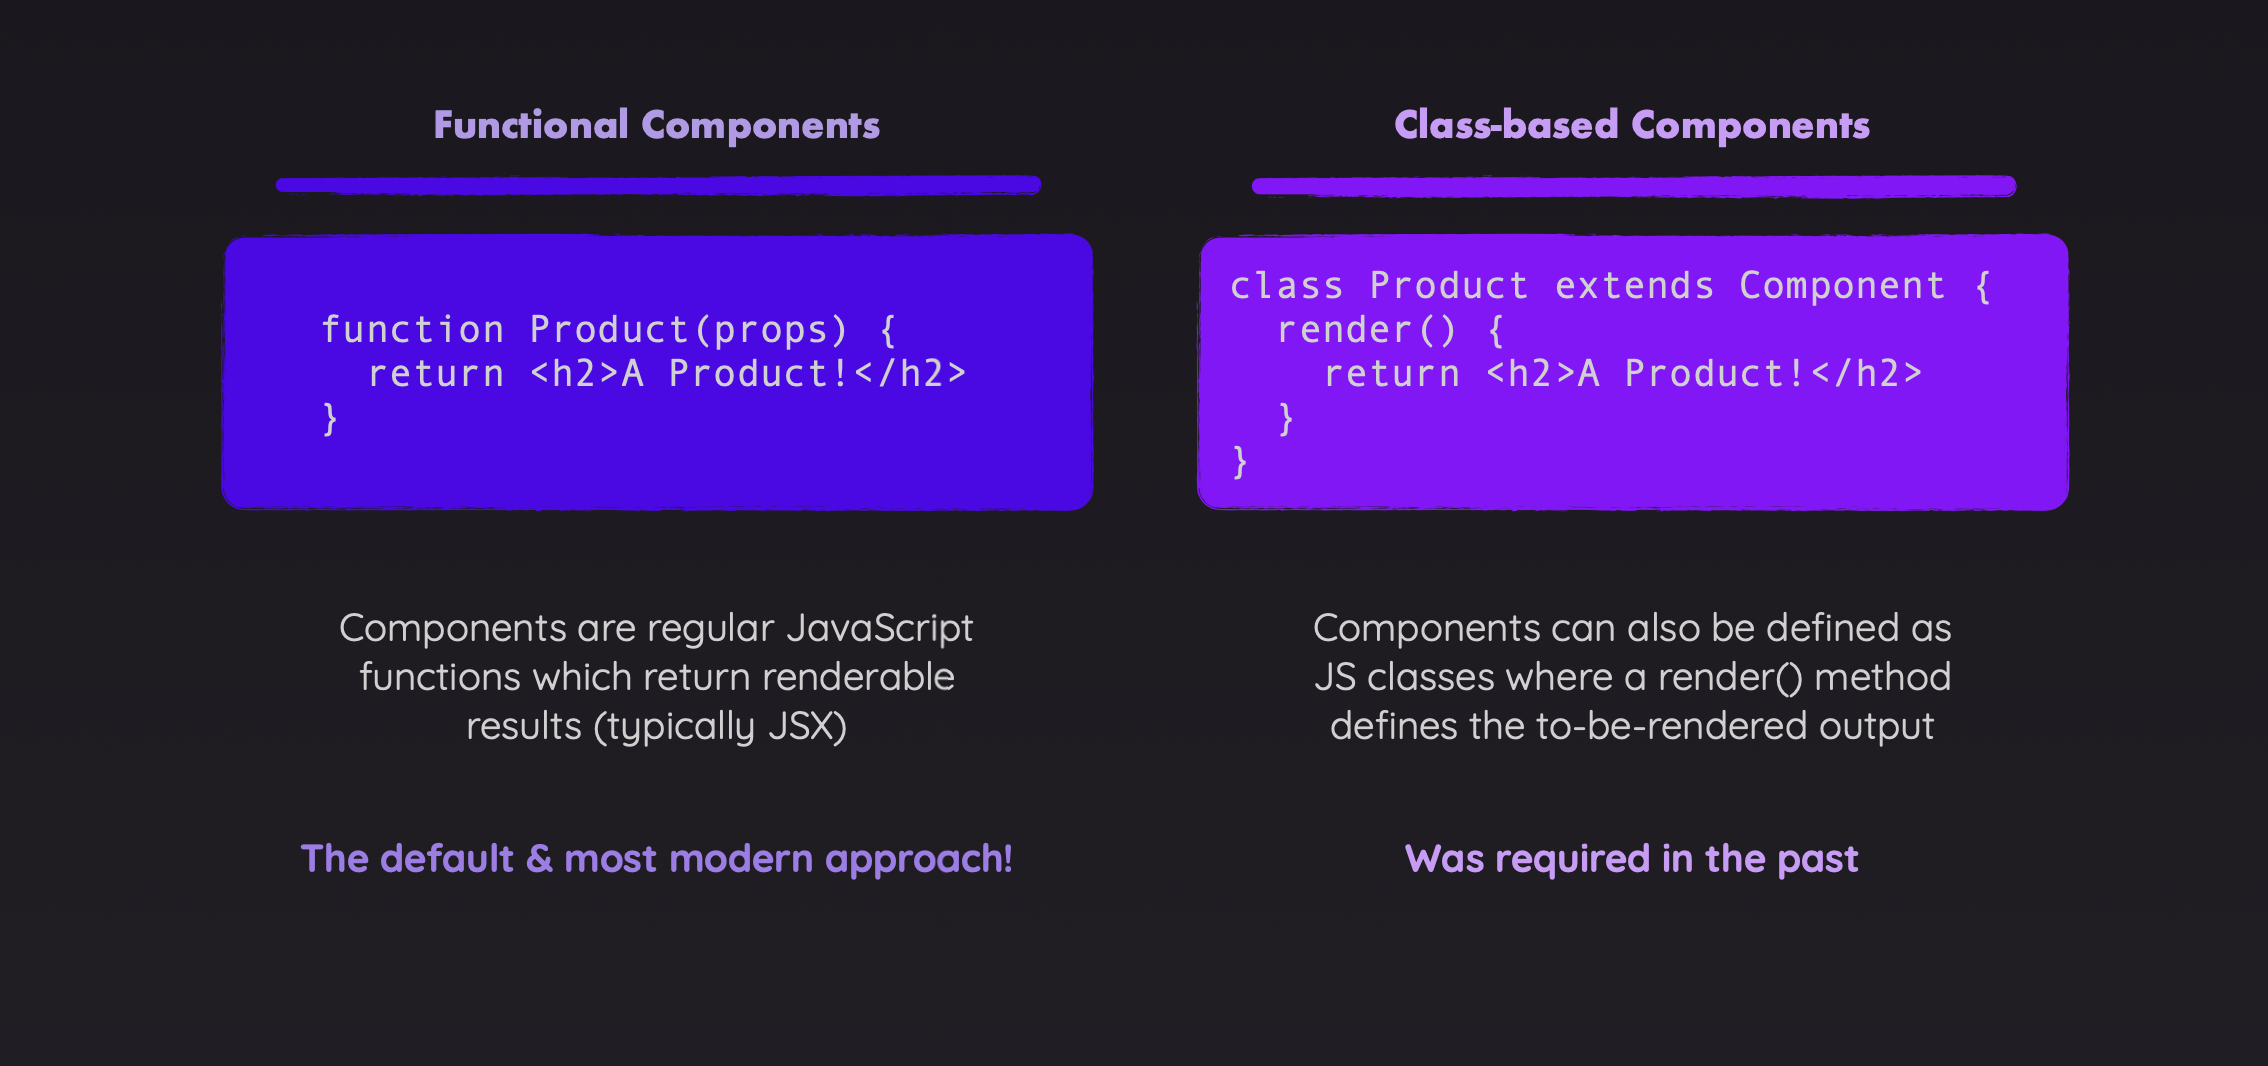 Functional Components
function Product(props) {
  return <h2>A Product!</h2>
}
Components are regular JavaScript
functions which return renderable
results (typically JSX)
The default & most modern approach!
Class-based Components
class Product extends Component {
  render() {
    return <h2>A Product!</h2>
  }
}
Components can also be defined as
JS classes where a render() method
defines the to-be-rendered output
Was required in the past